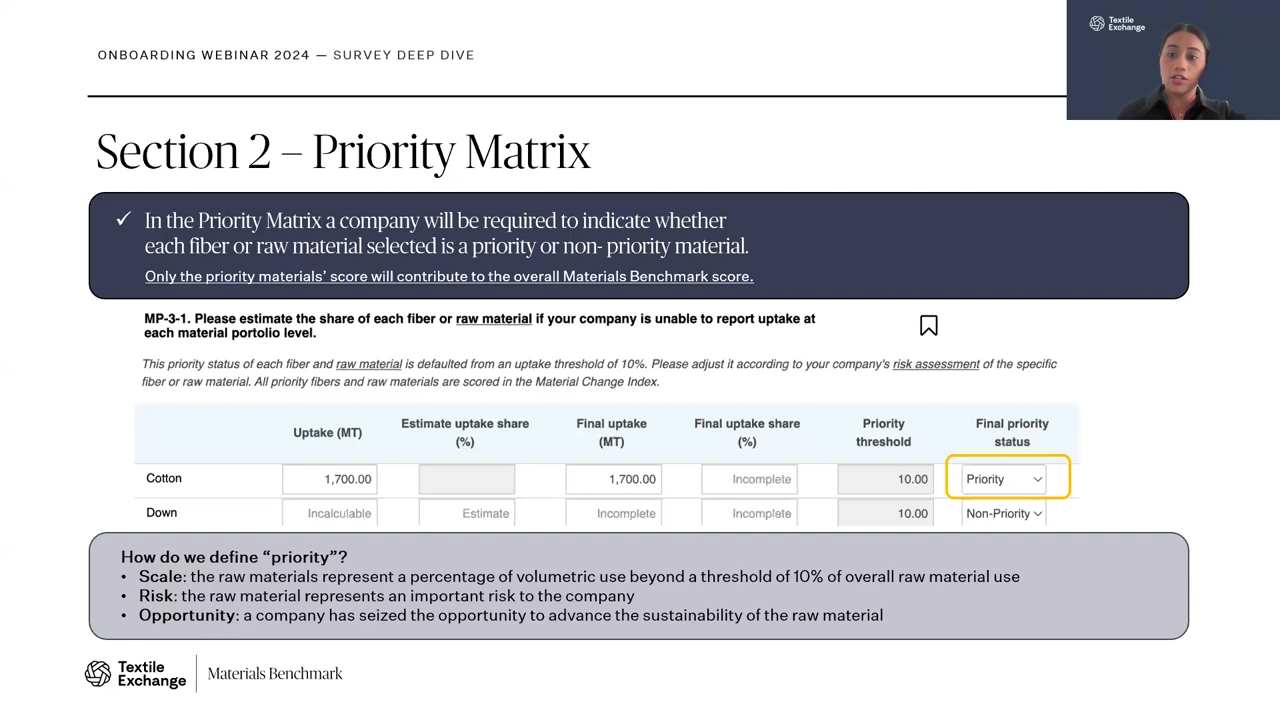 Textile
Exchange
ONBOARDING WEBINAR 2024 — SURVEY DEEP DIVE
Section 2 – Priority Matrix
✓ In the Priority Matrix a company will be required to indicate whether
each fiber or raw material selected is a priority or non- priority material.
Only the priority materials' score will contribute to the overall Materials Benchmark score.
MP-3-1. Please estimate the share of each fiber or raw material if your company is unable to report uptake at
each material portolio level.
This priority status of each fiber and raw material is defaulted from an uptake threshold of 10%. Please adjust it according to your company's risk assessment of the specific
fiber or raw material. All priority fibers and raw materials are scored in the Material Change Index.
Uptake (MT) Estimate uptake share (%) Final uptake (MT) Final uptake share (%) Priority threshold Final priority status
Cotton 1,700.00 1,700.00 Incomplete 10.00 Priority
Down Incalculable Estimate Incomplete Incomplete 10.00 Non-Priority
How do we define “priority”?
• Scale: the raw materials represent a percentage of volumetric use beyond a threshold of 10% of overall raw material use
• Risk: the raw material represents an important risk to the company
• Opportunity: a company has seized the opportunity to advance the sustainability of the raw material
Textile
Exchange
Materials Benchmark